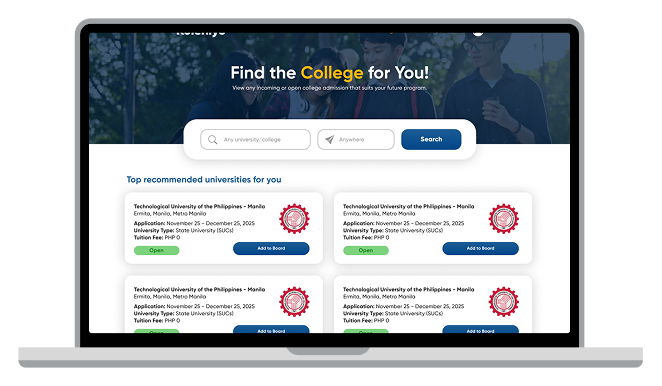 Find the College for You!
View any incoming or open college admission that suits your future program.
Any university/college
Anywhere
Search
Top recommended universities for you
Technological University of the Philippines - Manila
Ermita, Manila, Metro Manila
Application: November 25 - December 25, 2025
University Type: State University (SUCs)
Tuition Fee: PHP 0
Open
Add to Board
Technological University of the Philippines - Manila
Ermita, Manila, Metro Manila
Application: November 25 - December 25, 2025
University Type: State University (SUCs)
Tuition Fee: PHP 0
Open
Add to Board
Technological University of the Philippines - Manila
Ermita, Manila, Metro Manila
Application: November 25 - December 25, 2025
University Type: State University (SUCs)
Tuition Fee: PHP 0
Add to Board
Technological University of the Philippines - Manila
Ermita, Manila, Metro Manila
Application: November 25 - December 25, 2025
University Type: State University (SUCs)
Tuition Fee: PHP 0
Add to Board